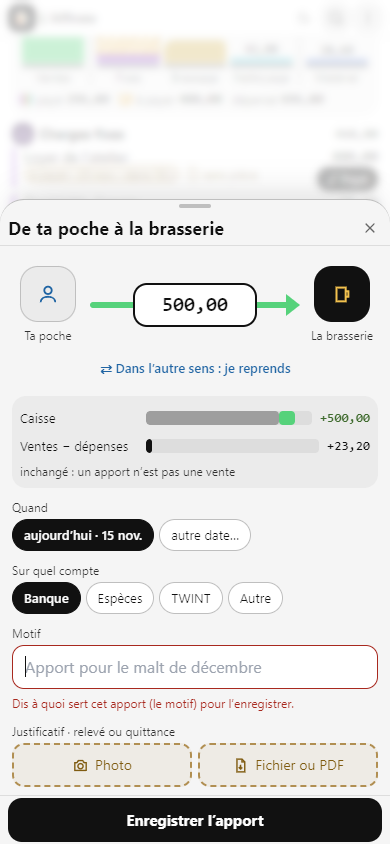 De ta poche à la brasserie
500,00
Ta poche
La brasserie
⇄ Dans l'autre sens : je reprends
Caisse +500,00
Ventes − dépenses +23,20
inchangé : un apport n'est pas une vente
Quand
aujourd'hui · 15 nov.
autre date…
Sur quel compte
Banque
Espèces
TWINT
Autre
Motif
Apport pour le malt de décembre
Dis à quoi sert cet apport (le motif) pour l'enregistrer.
Justificatif · relevé ou quittance
Photo
Fichier ou PDF
Enregistrer l'apport